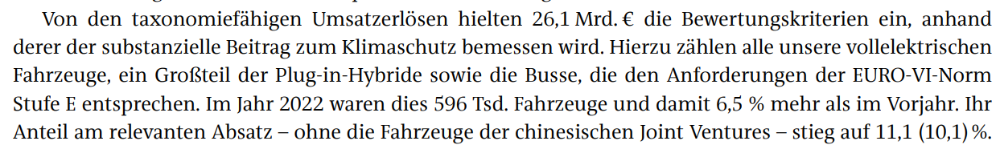 Von den taxonomiefähigen Umsatzerlösen hielten 26,1 Mrd. € die Bewertungskriterien ein, anhand
derer der substanzielle Beitrag zum Klimaschutz bemessen wird. Hierzu zählen alle unsere vollelektrischen
Fahrzeuge, ein Großteil der Plug-in-Hybride sowie die Busse, die den Anforderungen der EURO-VI-Norm
Stufe E entsprechen. Im Jahr 2022 waren dies 596 Tsd. Fahrzeuge und damit 6,5 % mehr als im Vorjahr. Ihr
Anteil am relevanten Absatz – ohne die Fahrzeuge der chinesischen Joint Ventures – stieg auf 11,1 (10,1) %.